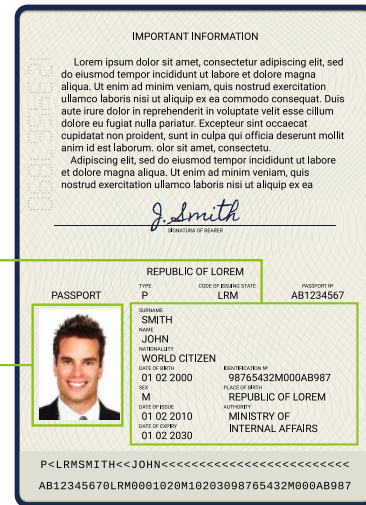 IMPORTANT INFORMATION
Lorem ipsum dolor sit amet, consectetur adipiscing elit, sed
do eiusmod tempor incididunt ut labore et dolore magna
aliqua. Ut enim ad minim veniam, quis nostrud exercitation
ullamco laboris nisi ut aliquip ex ea commodo consequat. Duis
aute irure dolor in reprehenderit in voluptate velit esse cillum
dolore eu fugiat nulla pariatur. Excepteur sint occaecat
cupidatat non proident, sunt in culpa qui officia deserunt mollit
anim id est laborum. olor sit amet, consectetu.
Adipiscing elit, sed do eiusmod tempor incididunt ut labore
et dolore magna aliqua. Ut enim ad minim veniam, quis
nostrud exercitation ullamco laboris nisi ut aliquip ex ea
J. Smith
SIGNATURA OF BEARER
REPUBLIC OF LOREM
PASSPORT
TYPE CODE OF ISSUING STATE PASSPORT Nº
P LRM AB1234567
SURNAME
SMITH
NAME
JOHN
NATIONALITY
WORLD CITIZEN
DATE OF BIRTH IDENTIFICATION Nº
01 02 2000 98765432M000AB987
SEX PLACE OF BIRTH
M REPUBLIC OF LOREM
DATE OF ISSUE AUTHORITY
01 02 2010 MINISTRY OF
DATE OF EXPIRY INTERNAL AFFAIRS
01 02 2030
P<LRMSMITH<<JOHN<<<<<<<<<<<<<<<<<<<<<<<<<<
AB12345670LRM0001020M10203098765432M000AB987